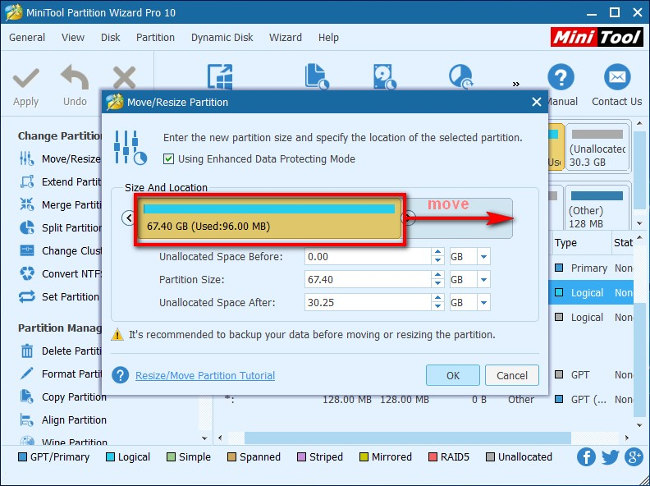 MiniTool Partition Wizard Pro 10
General View Disk Partition Dynamic Disk Wizard Help
Mini Tool
Apply Undo » Manual Contact Us
Change Partition
Move/Resize
Extend Partition
Merge Partition
Split Partition
Change Clust
Convert NTFS
Set Partition
Partition Manag
Delete Partiti
Format Partit
Copy Partition
Align Partition
Wipe Partition
Move/Resize Partition
Enter the new partition size and specify the location of the selected partition.
Using Enhanced Data Protecting Mode
Size And Location
67.40 GB (Used:96.00 MB)
move
Unallocated Space Before: 0.00 GB
Partition Size: 67.40 GB
Unallocated Space After: 30.25 GB
It's recommended to backup your data before moving or resizing the partition.
Resize/Move Partition Tutorial
OK Cancel
(Unallocated
30.3 GB
(Other)
128 MB
Type Stat
Primary Non
Logical Non
Logical Non
GPT Non
*: 128.00 MB 128.00 MB 0 B Other GPT (... Non
GPT/Primary Logical Simple Spanned Striped Mirrored RAID5 Unallocated